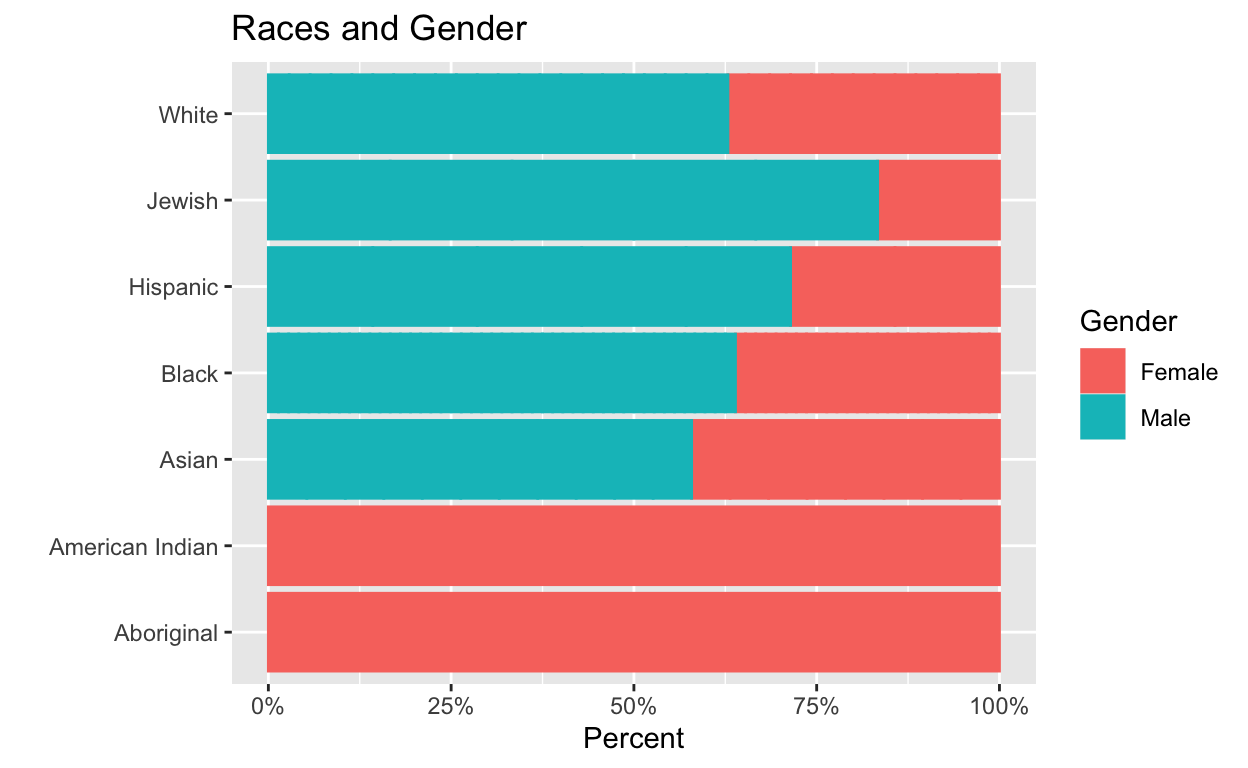 Races and Gender
White
Jewish
Hispanic
Black
Asian
American Indian
Aboriginal
0% 25% 50% 75% 100%
Percent
Gender
Female
Male